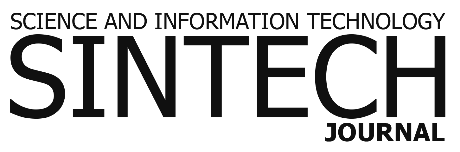 SCIENCE AND INFORMATION TECHNOLOGY
SINTECH
JOURNAL